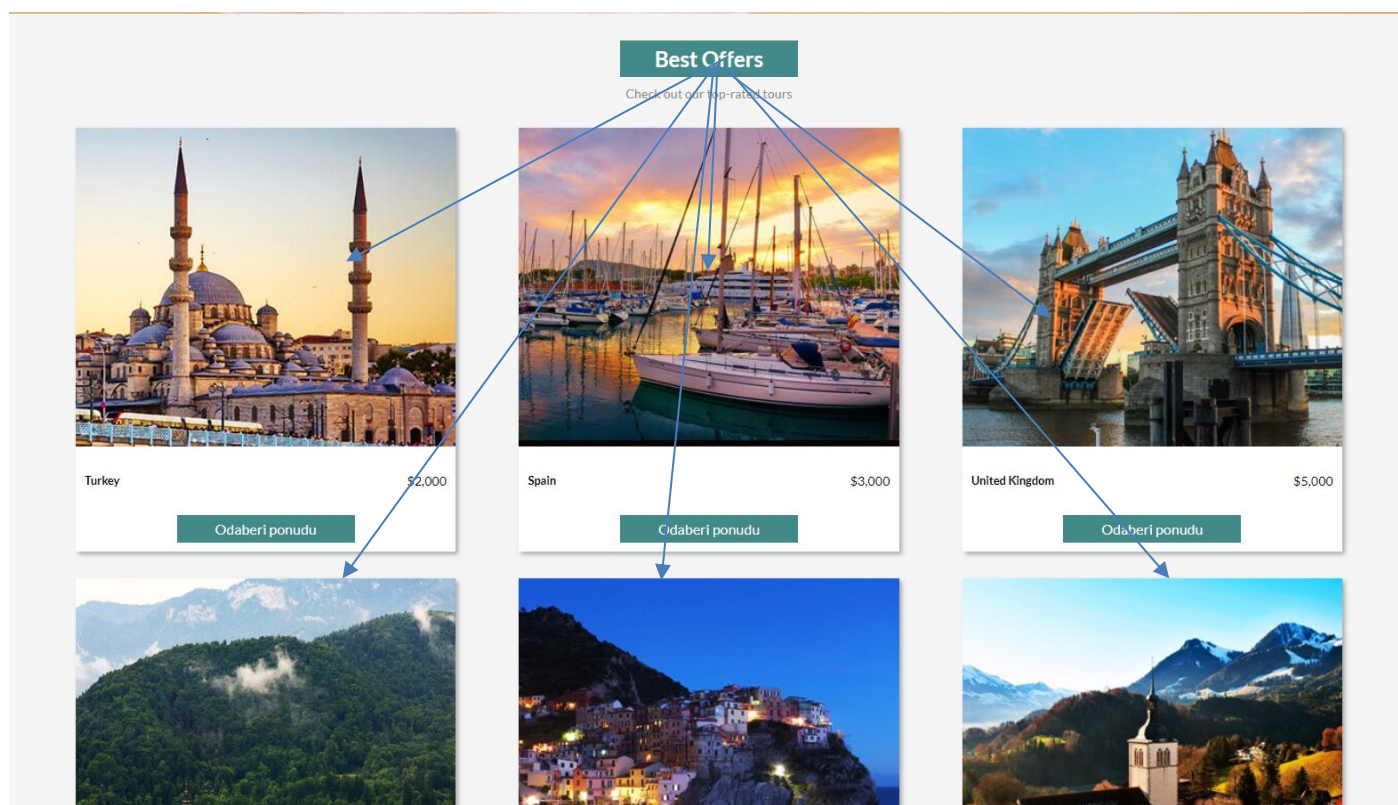 Best Offers
Check out our top-rated tours
Turkey $2,000
Spain $3,000
United Kingdom $5,000
Odaberi ponudu
Odaberi ponudu
Odaberi ponudu